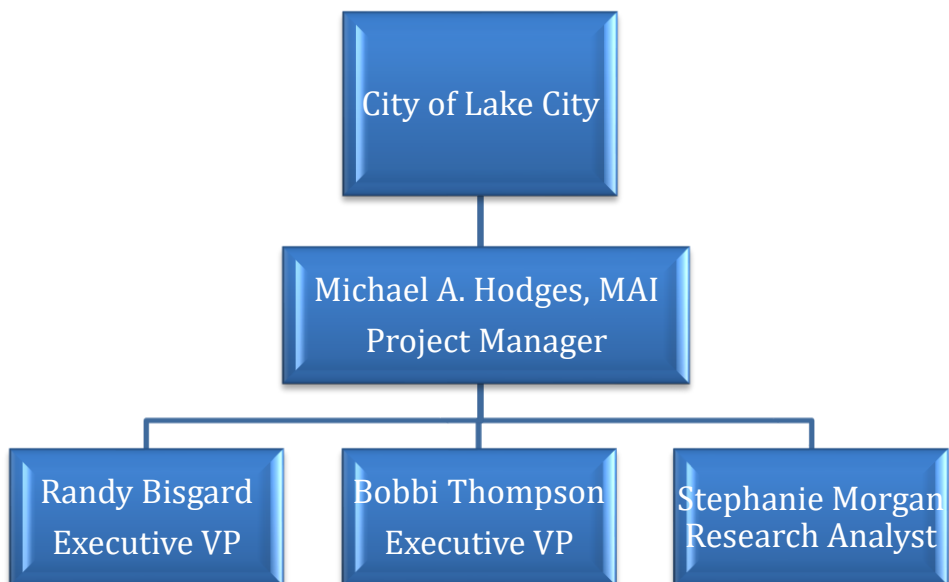 City of Lake City
Michael A. Hodges, MAI
Project Manager
Randy Bisgard
Executive VP
Bobbi Thompson
Executive VP
Stephanie Morgan
Research Analyst